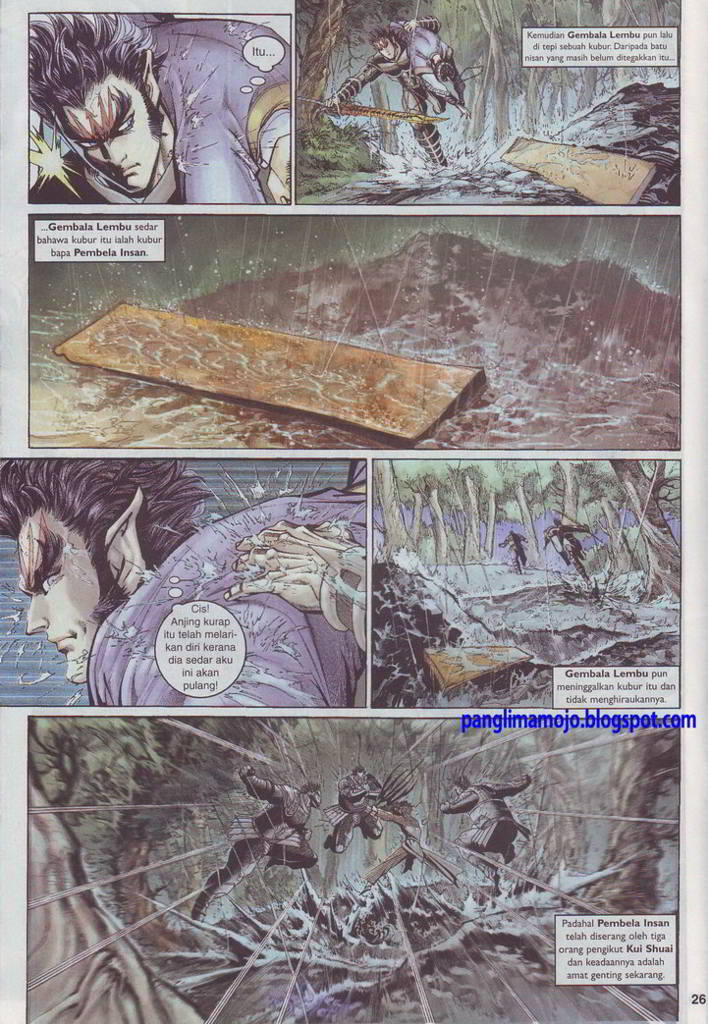 Itu...
Kemudian Gembala Lembu pun lalu
di tepi sebuah kubur. Daripada batu
nisan yang masih belum ditegakkan itu...
...Gembala Lembu sedar
bahawa kubur itu ialah kubur
bapa Pembela Insan.
Cis!
Anjing kurap
itu telah melari-
kan diri kerana
dia sedar aku
ini akan
pulang!
Gembala Lembu pun
meninggalkan kubur itu dan
tidak menghiraukannya.
panglimamojo.blogspot.com
Padahal Pembela Insan
telah diserang oleh tiga
orang pengikut Kui Shuai
dan keadaannya adalah
amat genting sekarang.
26